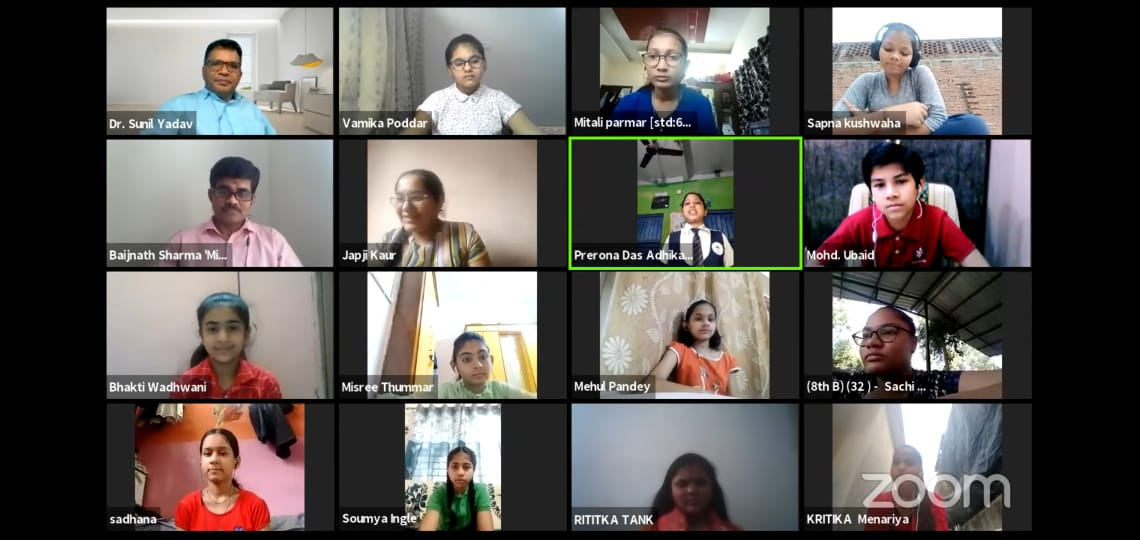 Dr. Sunil Yadav
Vamika Poddar
Mitali parmar [std:6...
Sapna kushwaha
Baijnath Sharma 'Mi...
Japji Kaur
Prerona Das Adhika...
Mohd. Ubaid
Bhakti Wadhwani
Misree Thummar
Mehul Pandey
(8th B) (32 ) - Sachi ...
sadhana
Soumya Ingle
RITITKA TANK
KRITIKA Menariya
zoom